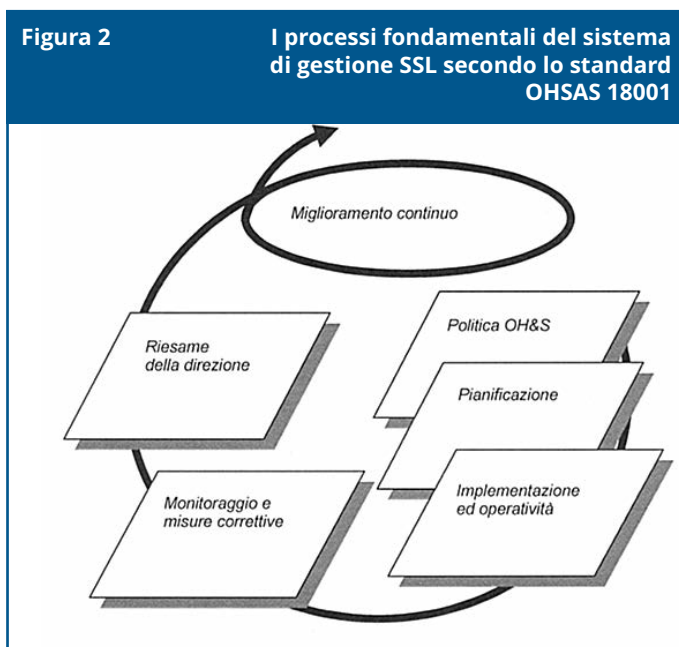 Figura 2
I processi fondamentali del sistema
di gestione SSL secondo lo standard
OHSAS 18001
Miglioramento continuo
Politica OH&S
Pianificazione
Implementazione
ed operatività
Monitoraggio e
misure correttive
Riesame
della direzione